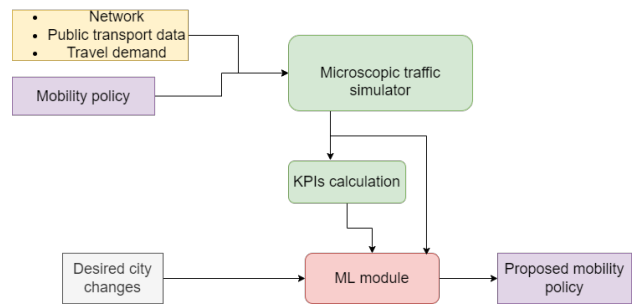 • Network
• Public transport data
• Travel demand
Mobility policy
Microscopic traffic
simulator
KPIs calculation
Desired city
changes
ML module
Proposed mobility
policy